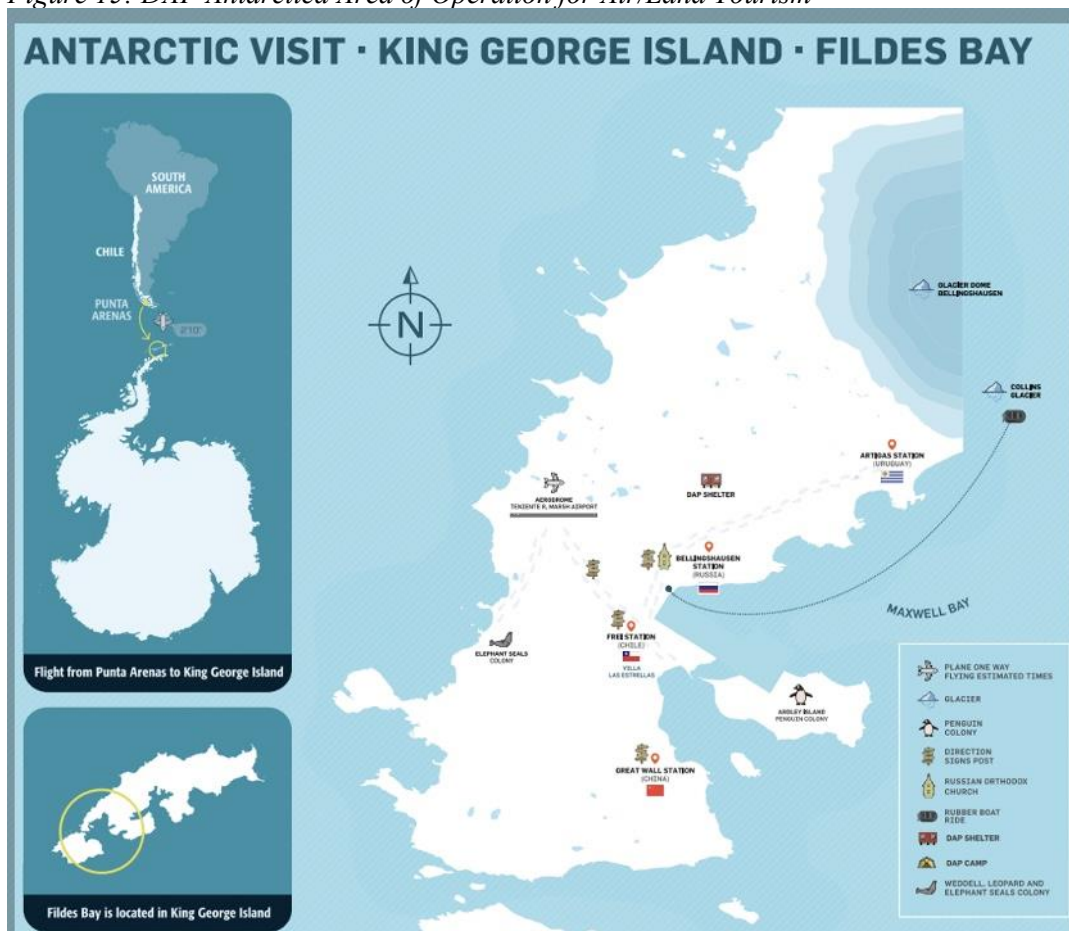 Figure 15: DAP Antarctica Area of Operation for Air/Land Tourism
ANTARCTIC VISIT · KING GEORGE ISLAND · FILDES BAY
SOUTH
AMERICA
CHILE
PUNTA
ARENAS
2'10"
Flight from Punta Arenas to King George Island
Fildes Bay is located in King George Island
N
GLACIER DOME
BELLINGSHAUSEN
COLLINS
GLACIER
ARTIGAS STATION
(URUGUAY)
AERODROME
TENIENTE R. MARSH AIRPORT
DAP SHELTER
BELLINGSHAUSEN
STATION
(RUSSIA)
MAXWELL BAY
FREI STATION
(CHILE)
VILLA
LAS ESTRELLAS
ELEPHANT SEALS
COLONY
ARDLEY ISLAND
PENGUIN COLONY
GREAT WALL STATION
(CHINA)
PLANE ONE WAY
FLYING ESTIMATED TIMES
GLACIER
PENGUIN
COLONY
DIRECTION
SIGNS POST
RUSSIAN ORTHODOX
CHURCH
RUBBER BOAT
RIDE
DAP SHELTER
DAP CAMP
WEDDELL, LEOPARD AND
ELEPHANT SEALS COLONY